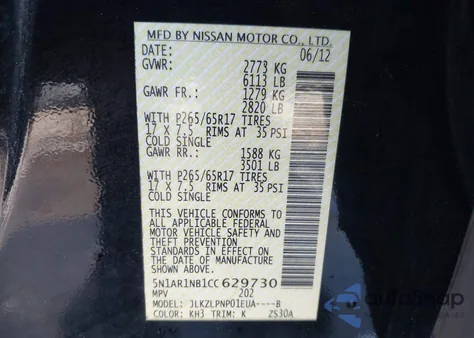 MFD BY NISSAN MOTOR CO., LTD.
DATE: 06/12
GVWR: 2773 KG
6113 LB
GAWR FR.: 1279 KG
2820 LB
WITH P265/65R17 TIRES
17 X 7.5 RIMS AT 35 PSI
COLD SINGLE
GAWR RR.: 1588 KG
3501 LB
WITH P265/65R17 TIRES
17 X 7.5 RIMS AT 35 PSI
COLD SINGLE
THIS VEHICLE CONFORMS TO
ALL APPLICABLE FEDERAL
MOTOR VEHICLE SAFETY AND
THEFT PREVENTION
STANDARDS IN EFFECT ON
THE DATE OF MANUFACTURE
SHOWN ABOVE.
5N1AR1NB1CC629730
MPV 202
MODEL: JLKZLPNP01EUA----B
COLOR: KH3 TRIM: K ZS30A
AutoSnap